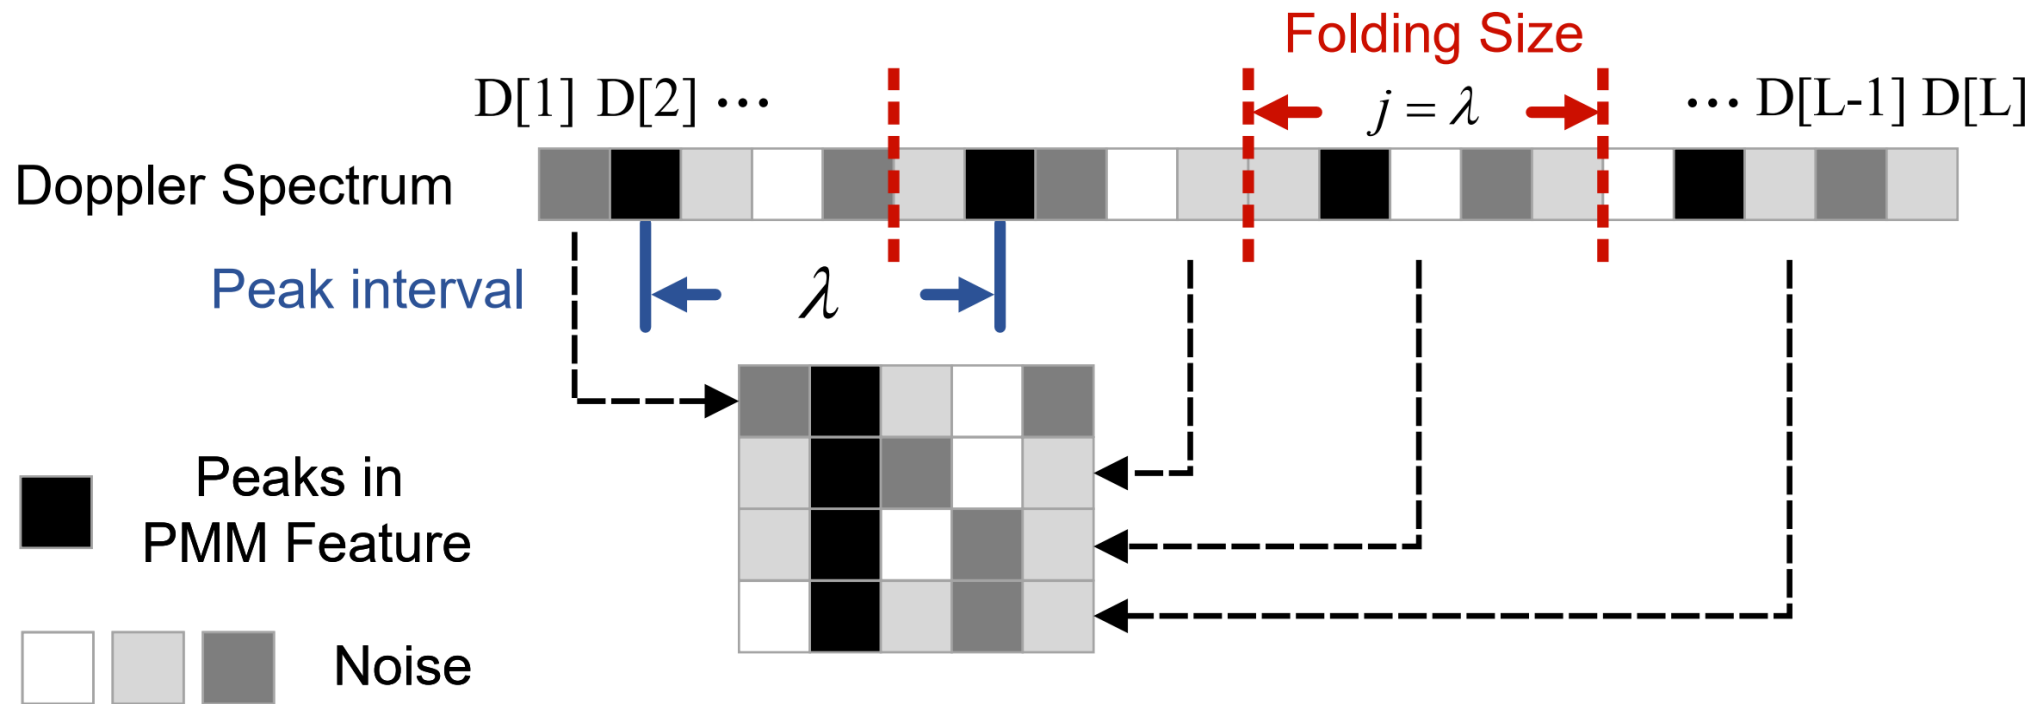 Folding Size
D[1] D[2] ··· j = λ ··· D[L-1] D[L]
Doppler Spectrum
Peak interval λ
Peaks in
PMM Feature
Noise